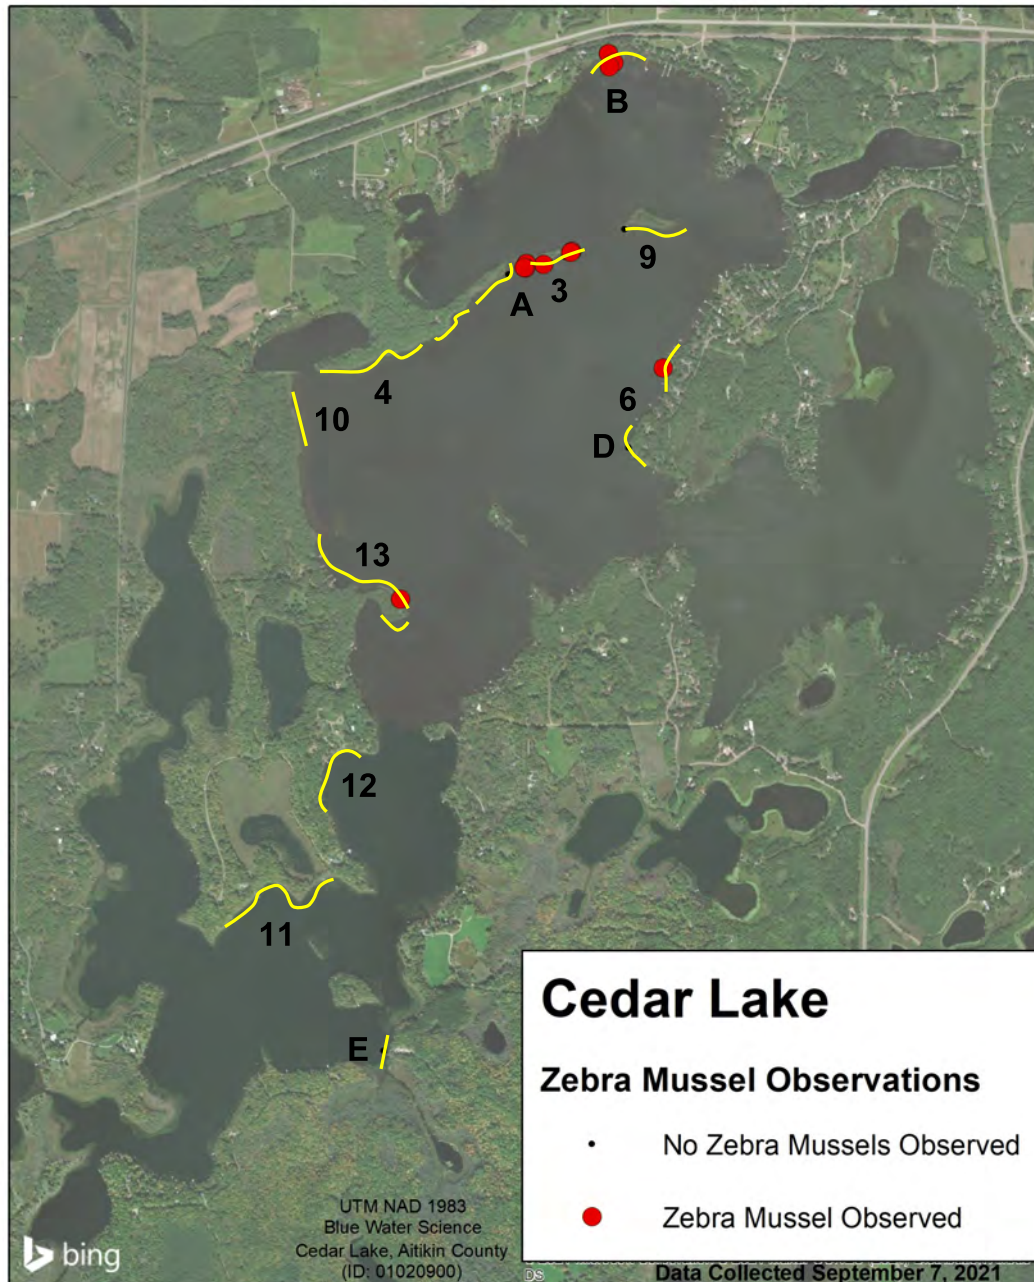 B
9
A
3
4
6
10
D
13
12
11
E
Cedar Lake
Zebra Mussel Observations
No Zebra Mussels Observed
Zebra Mussel Observed
UTM NAD 1983
Blue Water Science
Cedar Lake, Aitikin County
(ID: 01020900)
bing
DS
Data Collected September 7, 2021